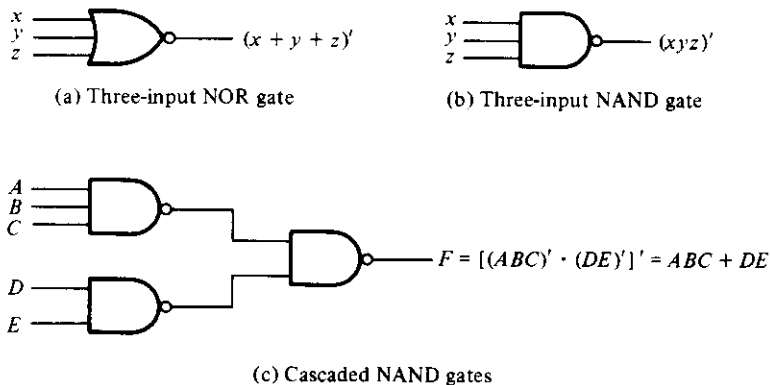 x
y
z
(x + y + z)′
(a) Three-input NOR gate
x
y
z
(xyz)′
(b) Three-input NAND gate
A
B
C
D
E
F = [(ABC)′ · (DE)′]′ = ABC + DE
(c) Cascaded NAND gates